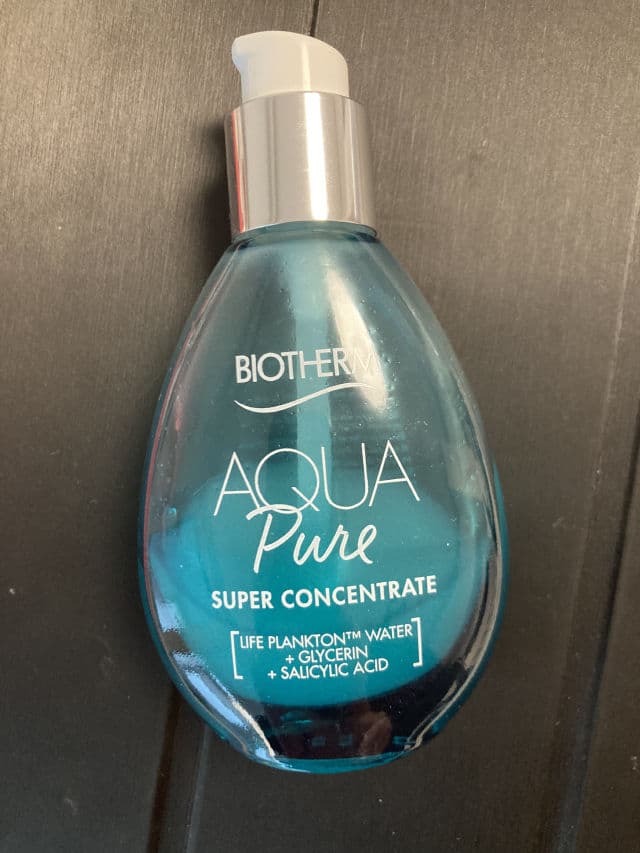 BIOTHERM
AQUA
Pure
SUPER CONCENTRATE
[LIFE PLANKTON™ WATER
+ GLYCERIN
+ SALICYLIC ACID]